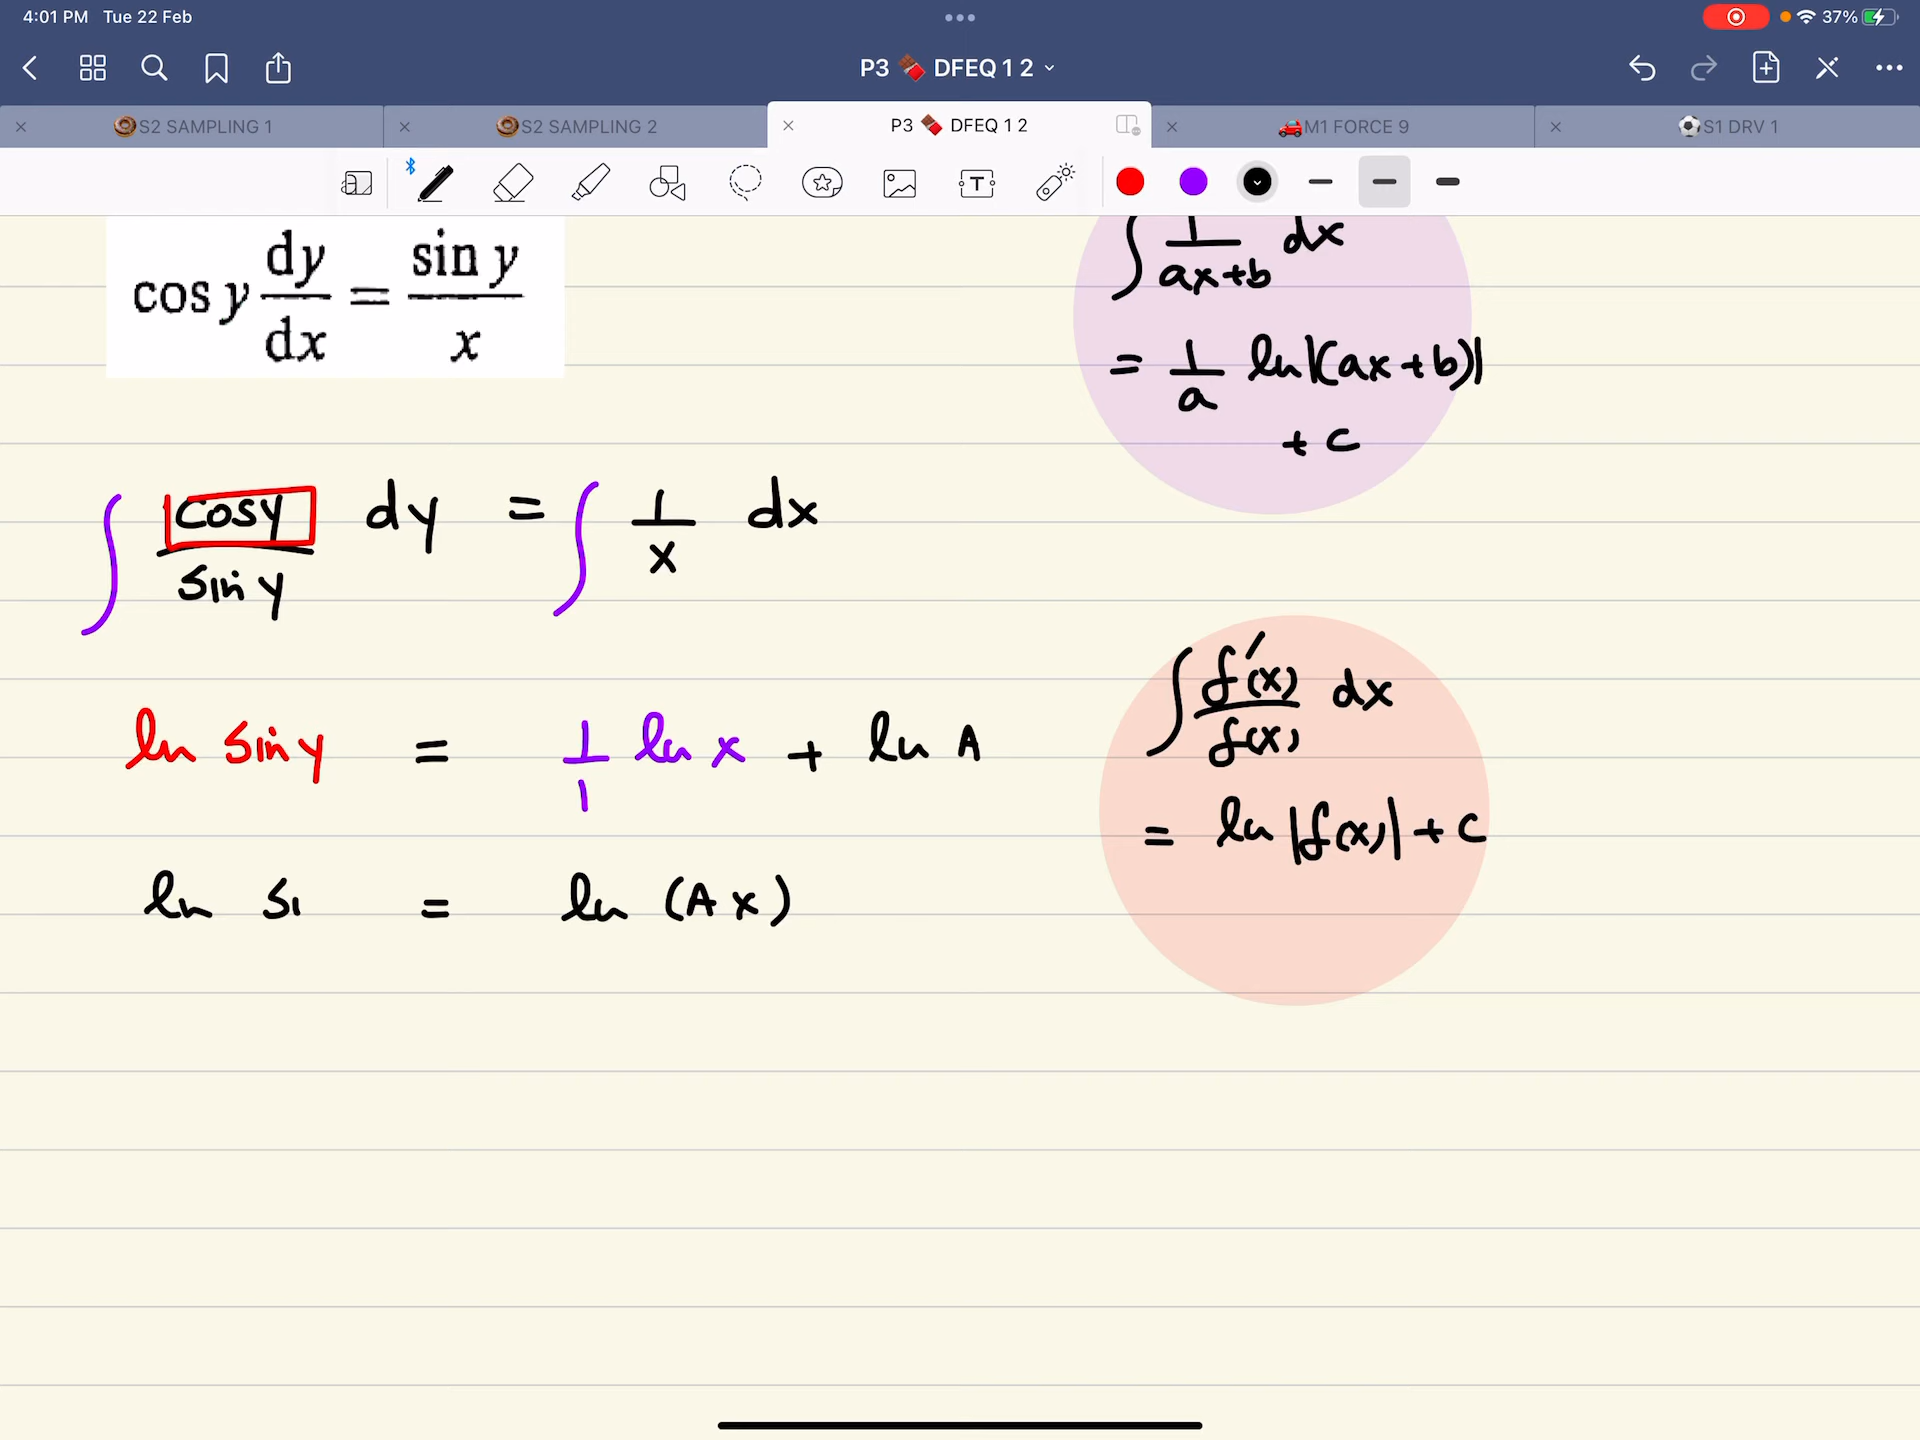 4:01 PM Tue 22 Feb
37%
P3 🍫 DFEQ 1 2
S2 SAMPLING 1
S2 SAMPLING 2
P3 🍫 DFEQ 1 2
M1 FORCE 9
S1 DRV 1
cos y dy/dx = sin y / x
∫ 1/(ax+b) dx
= 1/a ln|(ax+b)|
+ c
∫ cos y / sin y dy = ∫ 1/x dx
ln sin y = 1/1 ln x + ln A
ln si = ln (Ax)
∫ f'(x)/f(x) dx
= ln |f(x)| + c